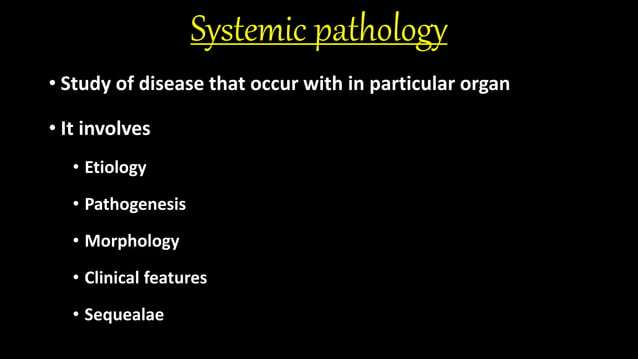 Systemic pathology
• Study of disease that occur with in particular organ
• It involves
• Etiology
• Pathogenesis
• Morphology
• Clinical features
• Sequealae